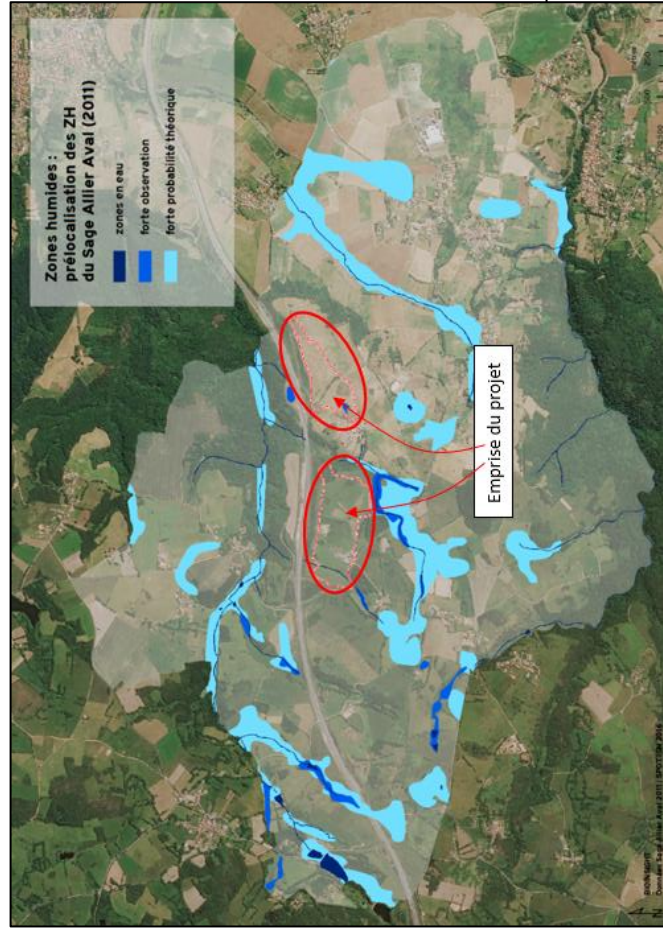 Zones humides :
prélocalisation des ZH
du Sage Allier Aval (2011)
zones en eau
forte observation
forte probabilité théorique
Emprise du projet
N